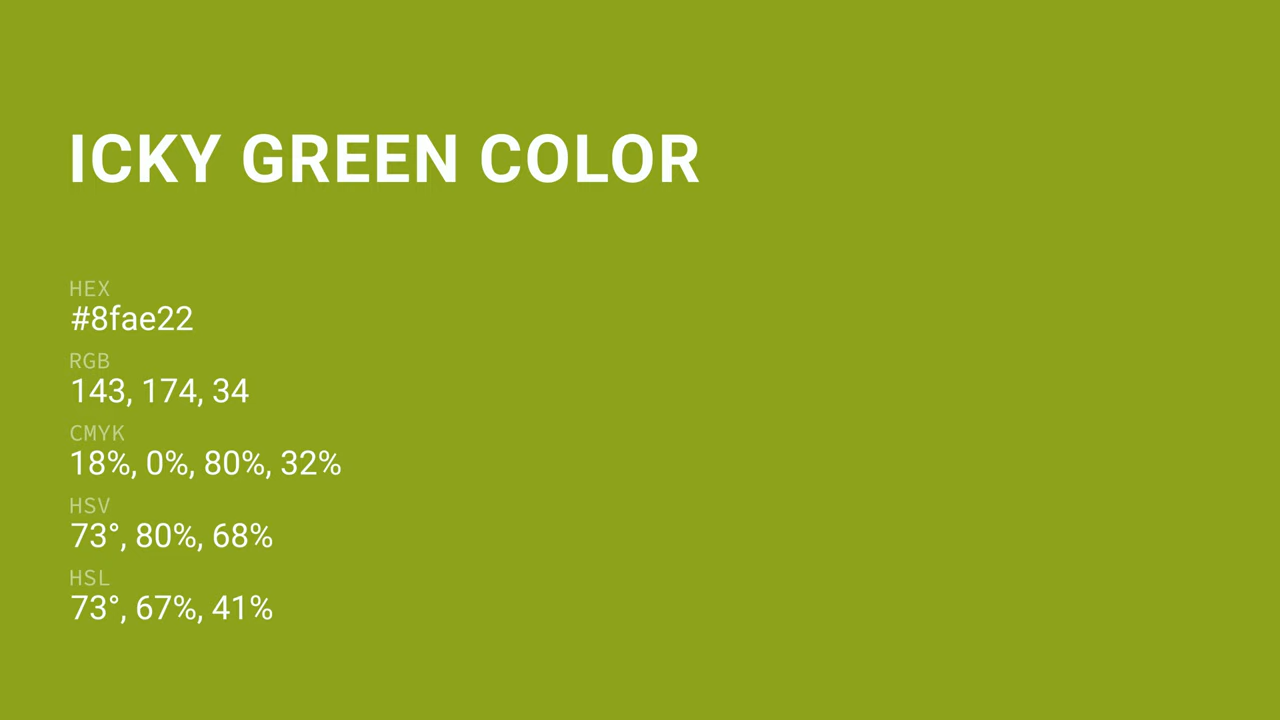 ICKY GREEN COLOR
HEX
#8fae22
RGB
143, 174, 34
CMYK
18%, 0%, 80%, 32%
HSV
73°, 80%, 68%
HSL
73°, 67%, 41%